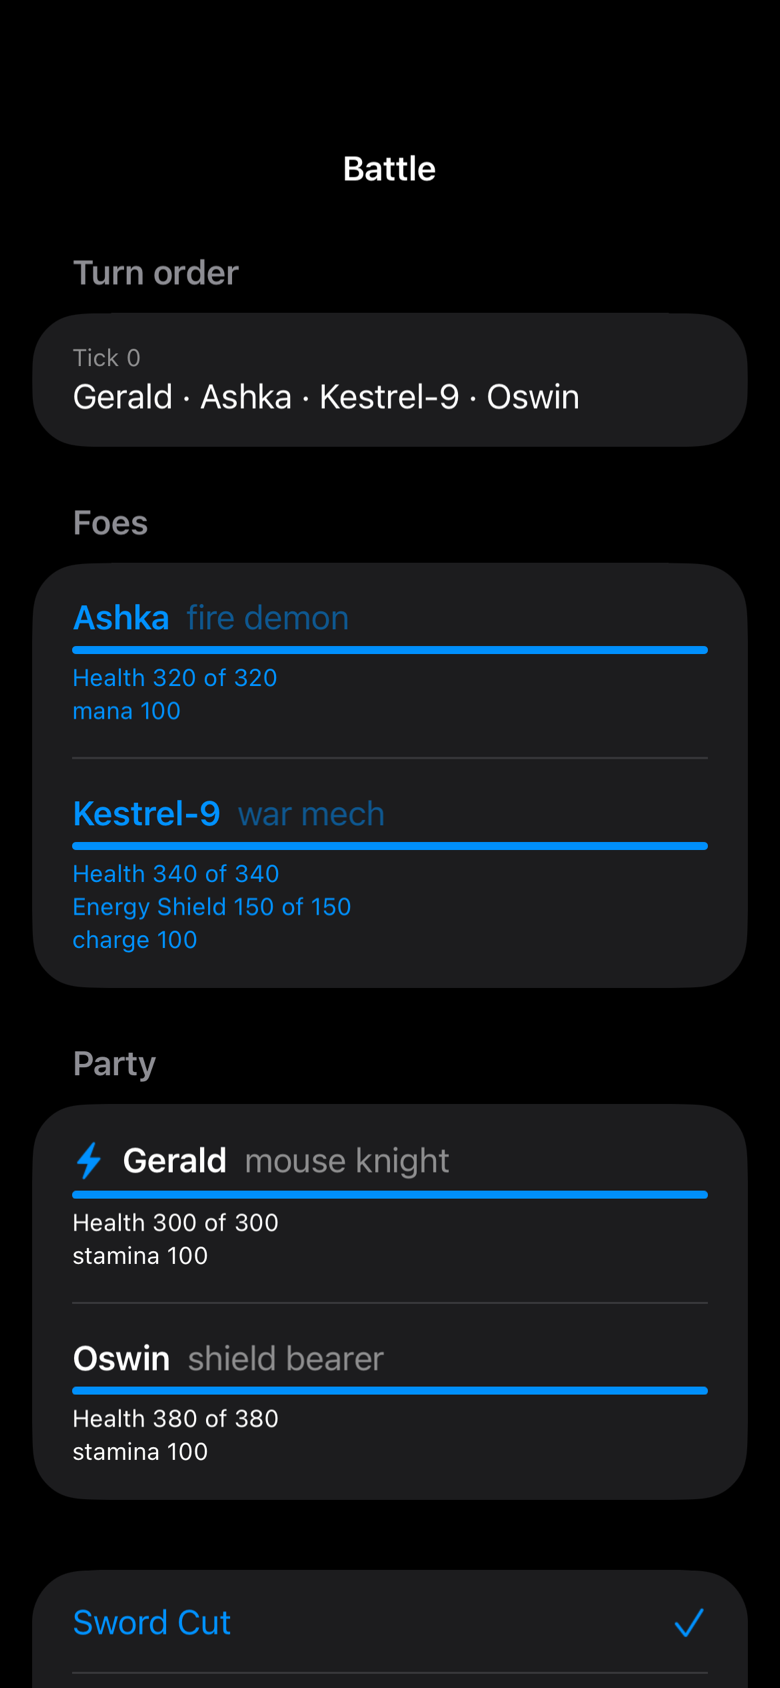 Battle
Turn order
Tick 0
Gerald · Ashka · Kestrel-9 · Oswin
Foes
Ashka fire demon
Health 320 of 320
mana 100
Kestrel-9 war mech
Health 340 of 340
Energy Shield 150 of 150
charge 100
Party
Gerald mouse knight
Health 300 of 300
stamina 100
Oswin shield bearer
Health 380 of 380
stamina 100
Sword Cut